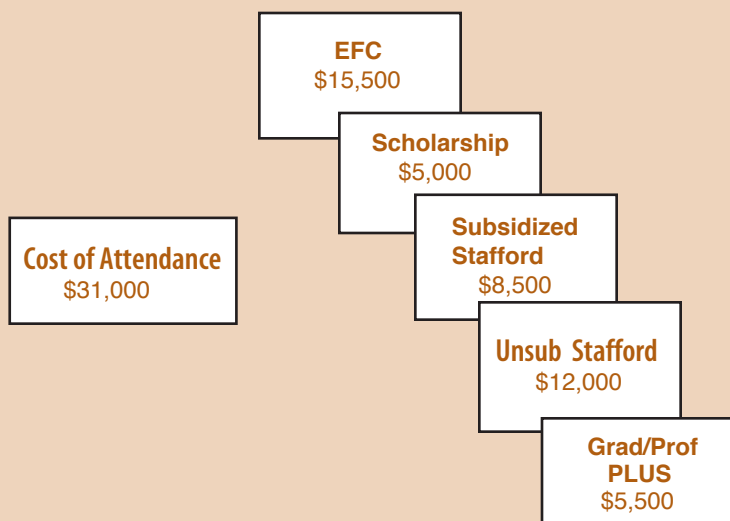 EFC
$15,500
Scholarship
$5,000
Subsidized
Stafford
$8,500
Cost of Attendance
$31,000
Unsub Stafford
$12,000
Grad/Prof
PLUS
$5,500